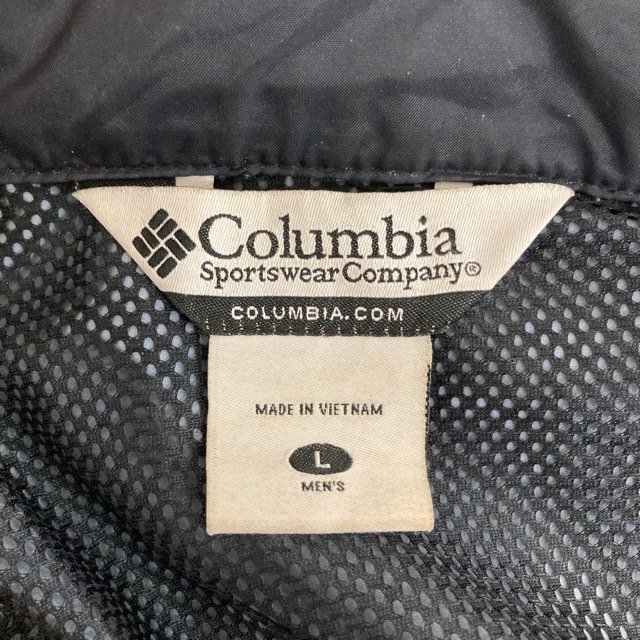 Columbia
Sportswear Company®
COLUMBIA.COM
MADE IN VIETNAM
L
MEN'S